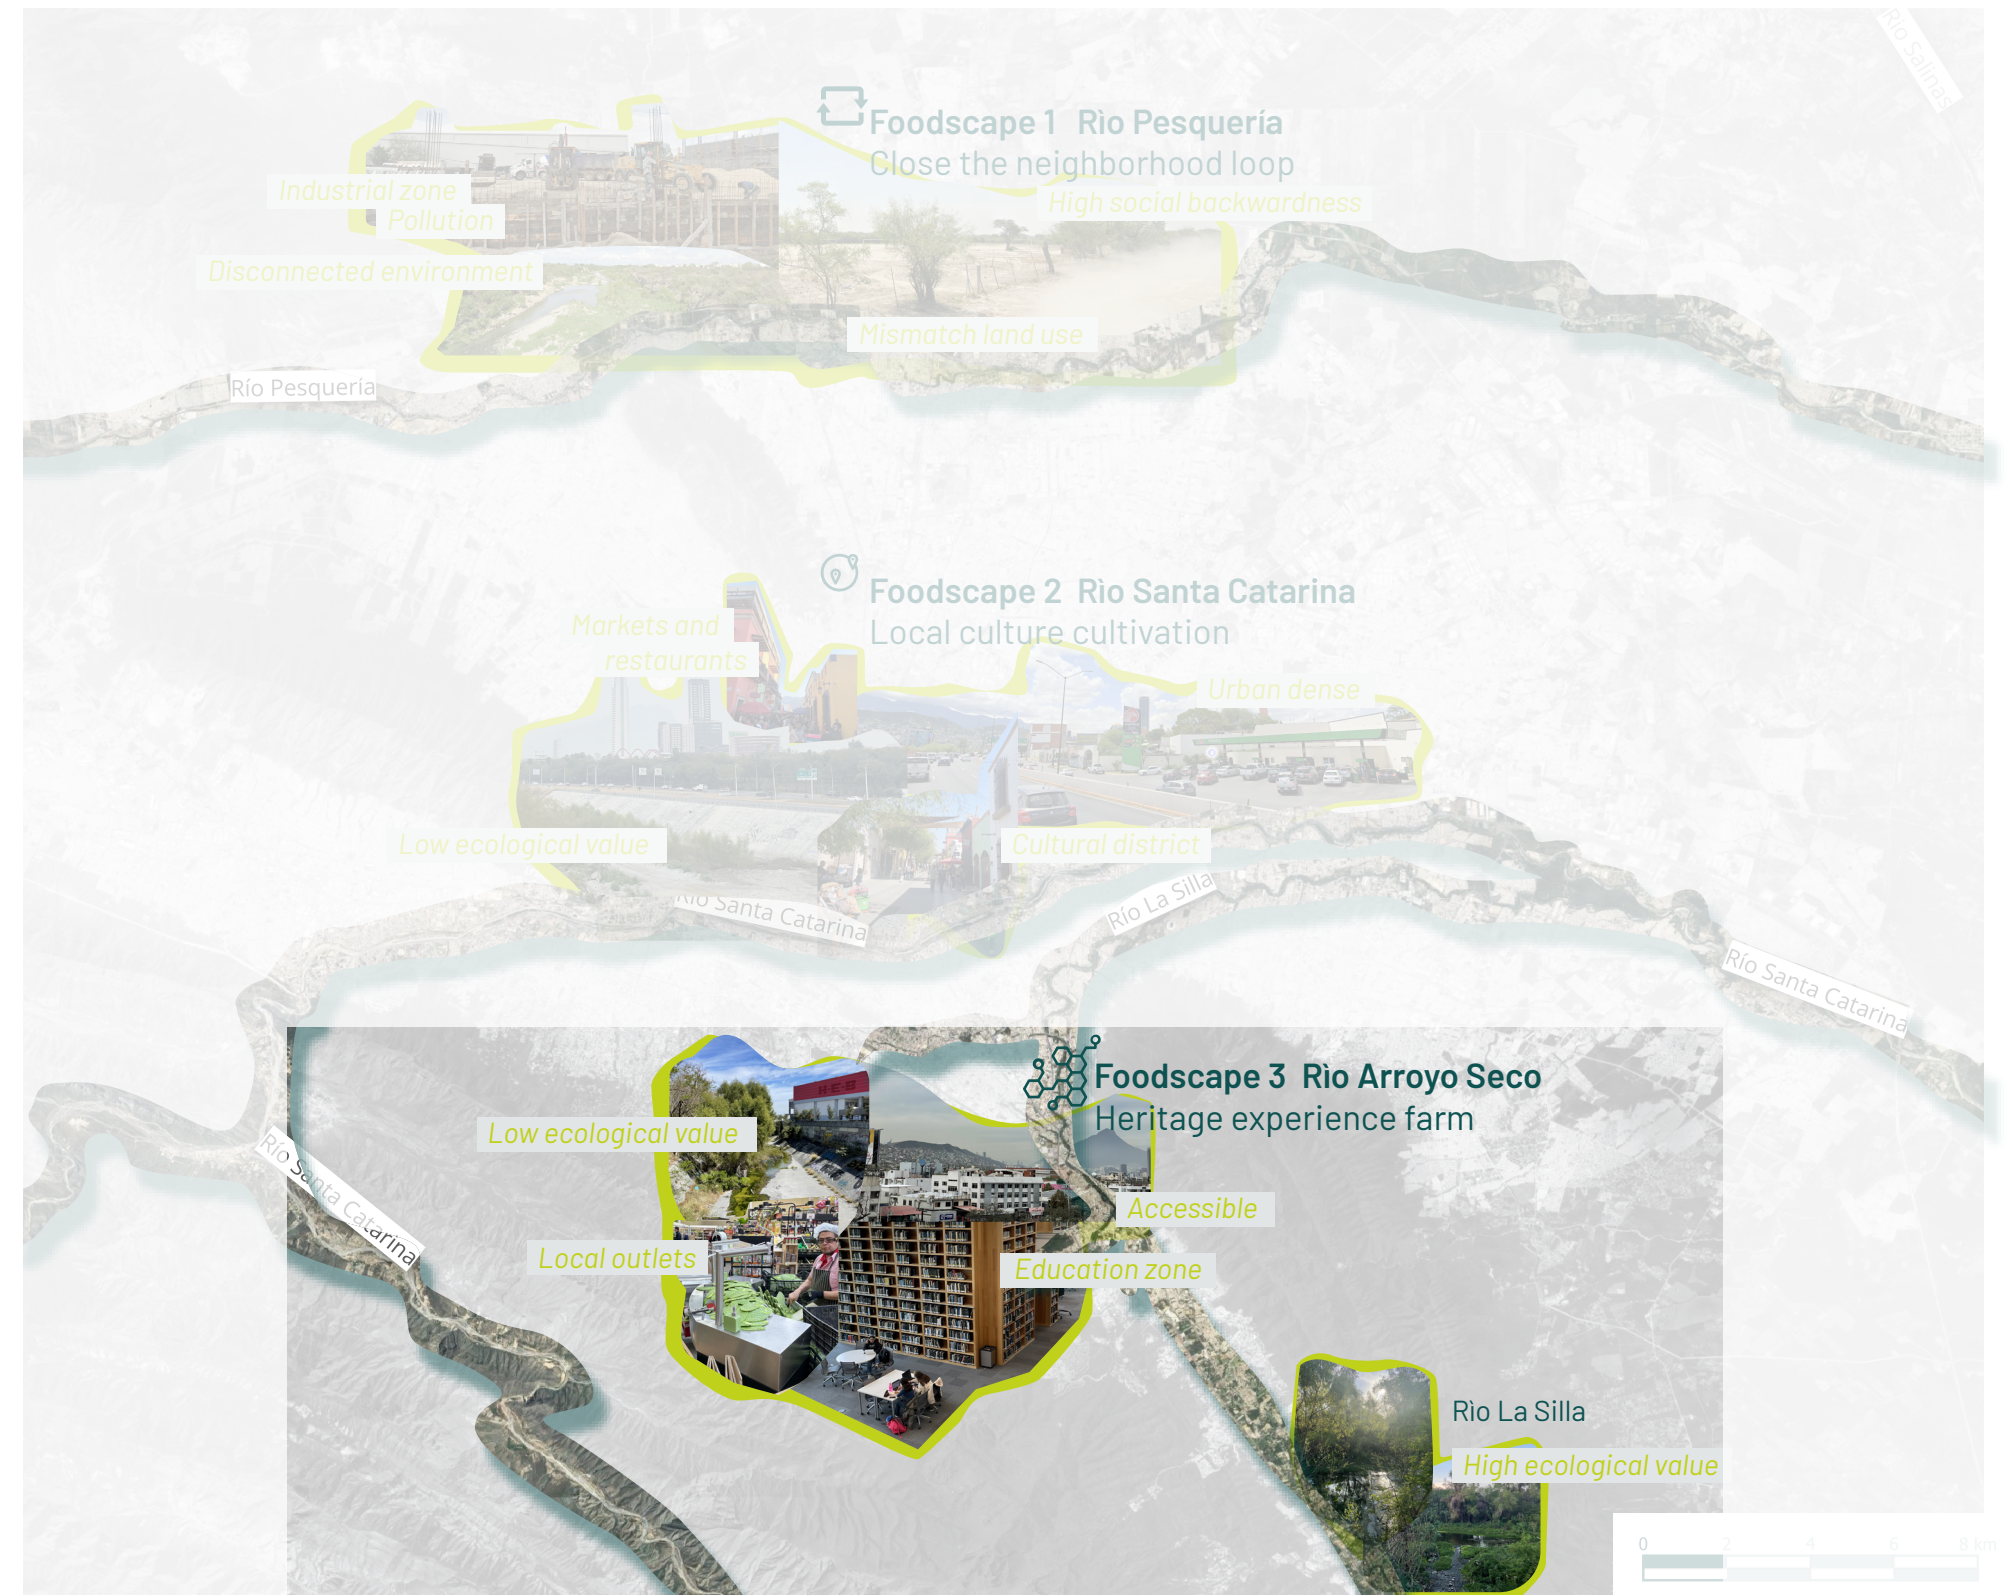 Río Salinas
Foodscape 1 Rìo Pesquería
Close the neighborhood loop
Industrial zone
Pollution
High social backwardness
Disconnected environment
Mismatch land use
Río Pesquería
Foodscape 2 Rìo Santa Catarina
Local culture cultivation
Markets and
restaurants
Urban dense
Low ecological value
Cultural district
Río Santa Catarina
Río La Silla
Río Santa Catarina
Foodscape 3 Rìo Arroyo Seco
Heritage experience farm
H-E-B
Low ecological value
Río Santa Catarina
Accessible
Local outlets
Education zone
Rìo La Silla
High ecological value
0 2 4 6 8 km